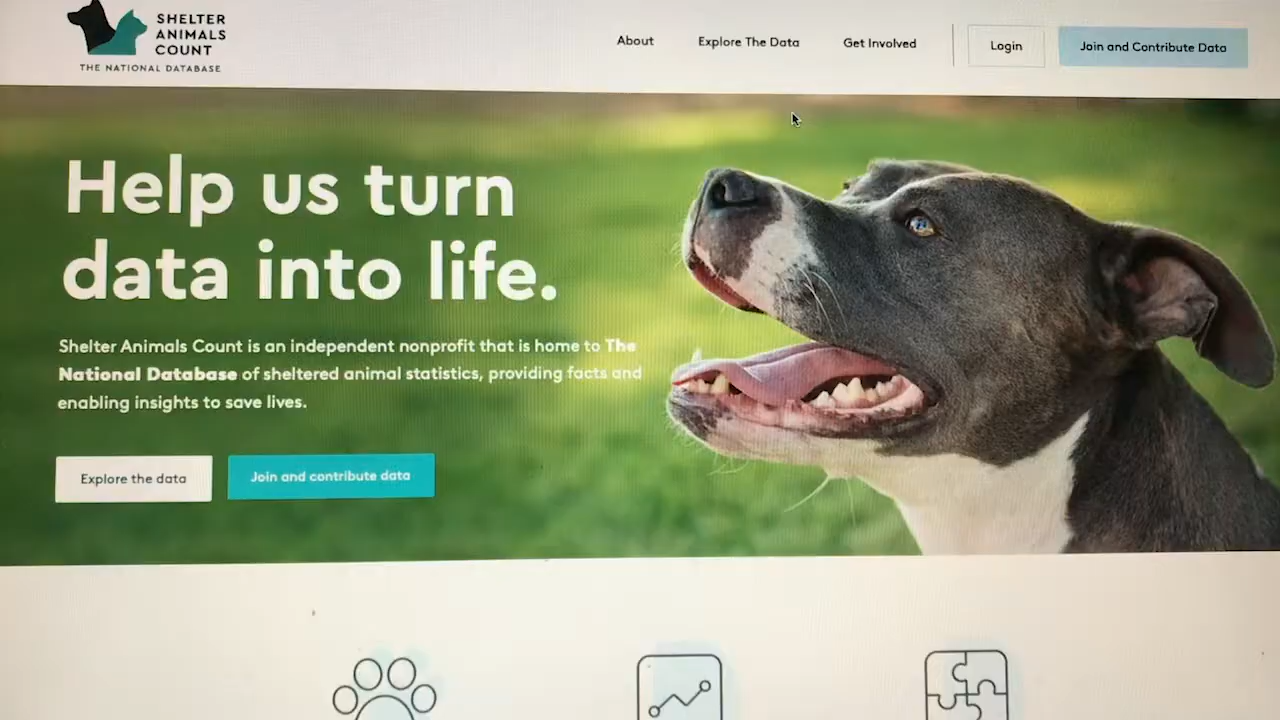 SHELTER
ANIMALS
COUNT
THE NATIONAL DATABASE
About
Explore The Data
Get Involved
Login
Join and Contribute Data
Help us turn
data into life.
Shelter Animals Count is an independent nonprofit that is home to The
National Database of sheltered animal statistics, providing facts and
enabling insights to save lives.
Explore the data
Join and contribute data